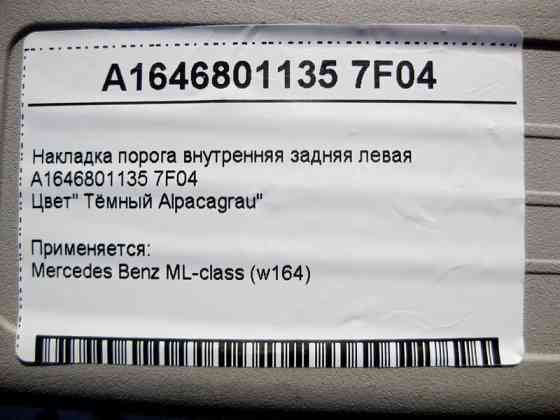 A1646801135 7F04
Накладка порога внутренняя задняя левая
A1646801135 7F04
Цвет" Тёмный Alpacagrau"
Применяется:
Mercedes Benz ML-class (w164)